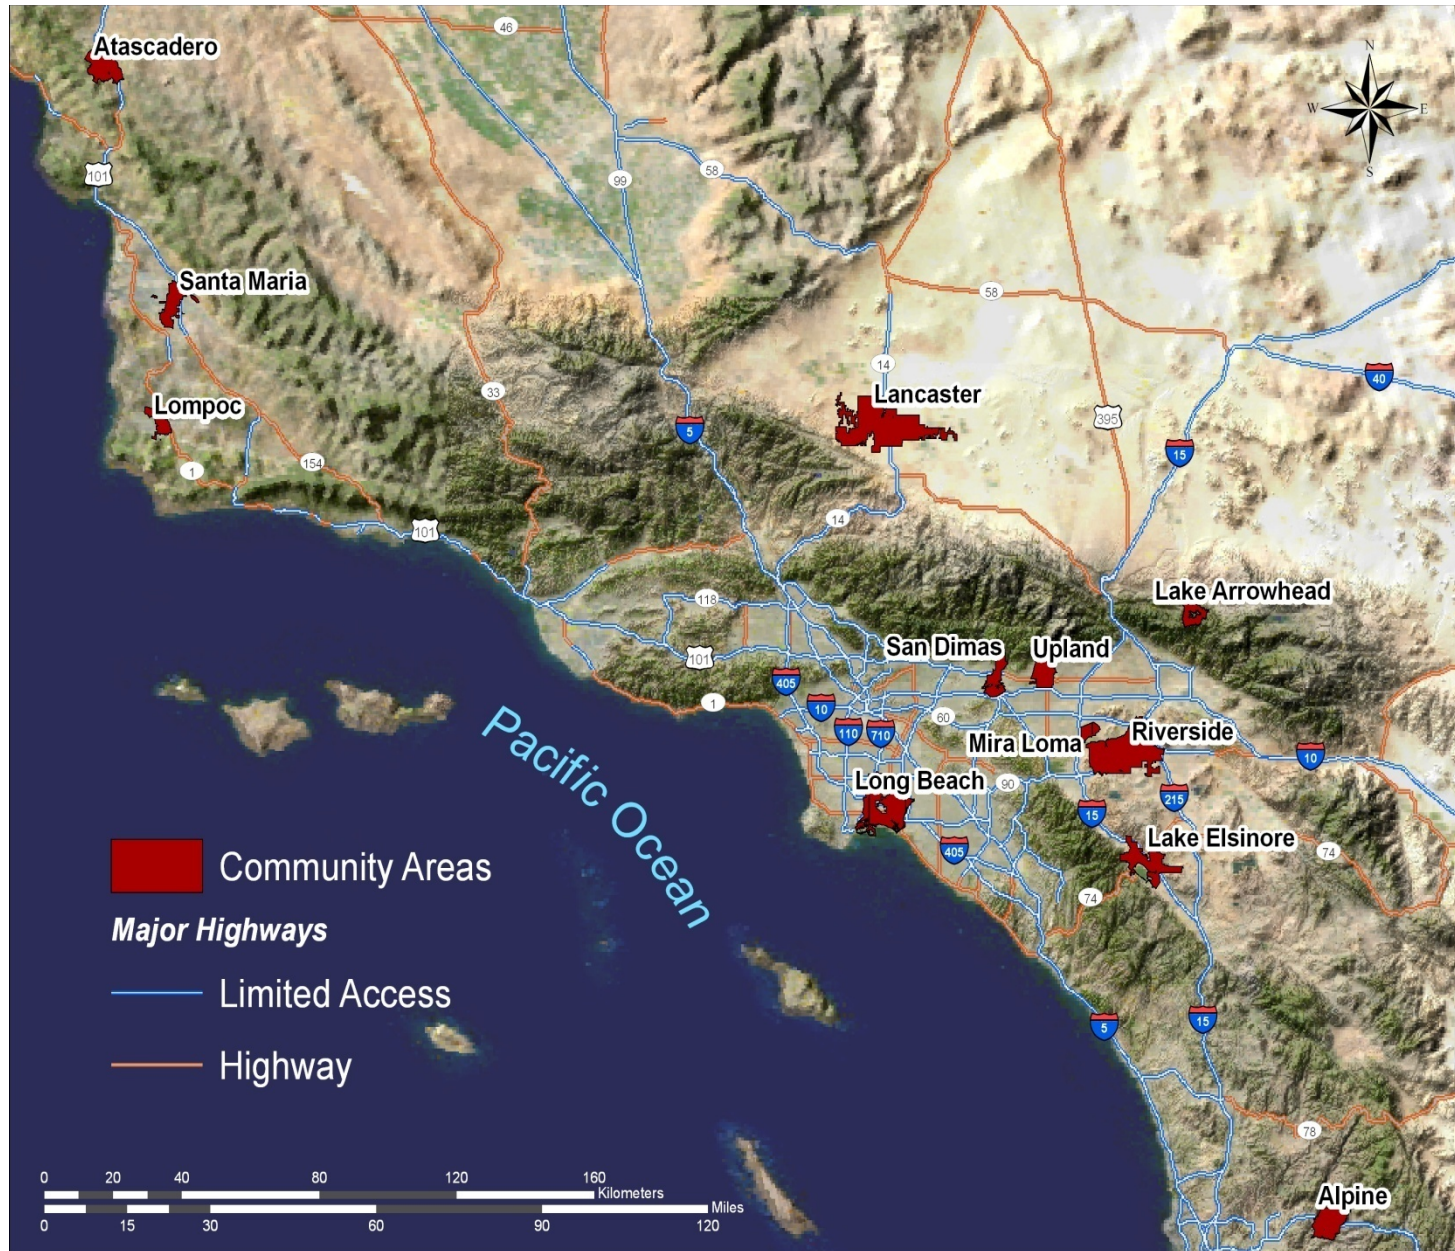 46
Atascadero
N
W
E
S
101
99
58
Santa Maria
58
14
40
33
Lancaster
Lompoc
395
5
15
1
154
14
101
Lake Arrowhead
118
San Dimas
Upland
101
405
1
10
60
110
710
Mira Loma
Riverside
10
Pacific Ocean
Long Beach
90
215
15
Lake Elsinore
405
74
Community Areas
74
Major Highways
Limited Access
5
15
Highway
78
0
20
40
80
120
160
Kilometers
Alpine
Miles
0
15
30
60
90
120